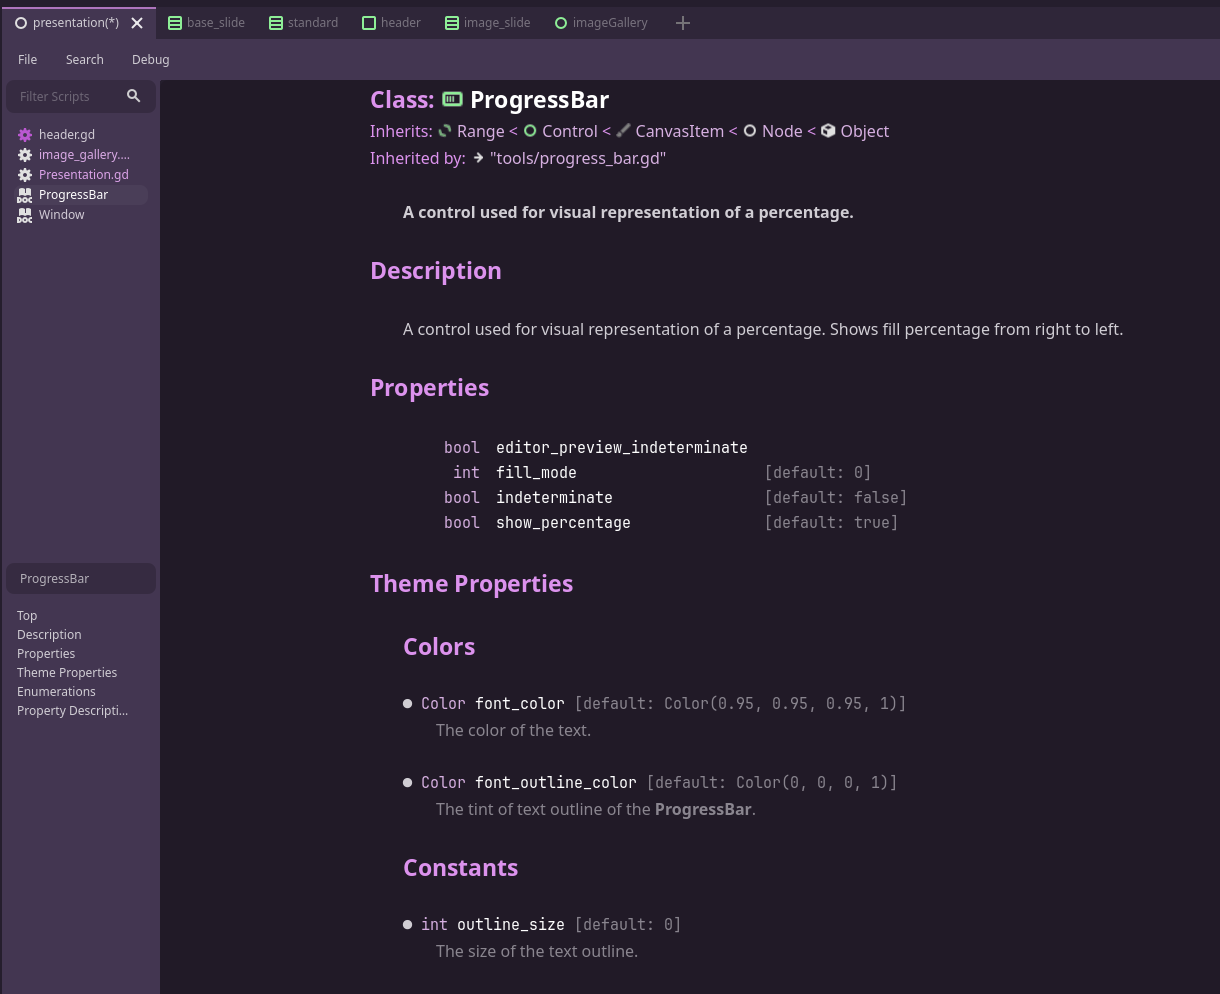 presentation(*)
base_slide
standard
header
image_slide
imageGallery
File
Search
Debug
Filter Scripts
header.gd
image_gallery....
Presentation.gd
ProgressBar
Window
ProgressBar
Top
Description
Properties
Theme Properties
Enumerations
Property Descripti...
Class: ProgressBar
Inherits: Range < Control < CanvasItem < Node < Object
Inherited by: "tools/progress_bar.gd"
A control used for visual representation of a percentage.
Description
A control used for visual representation of a percentage. Shows fill percentage from right to left.
Properties
bool editor_preview_indeterminate
int fill_mode [default: 0]
bool indeterminate [default: false]
bool show_percentage [default: true]
Theme Properties
Colors
Color font_color [default: Color(0.95, 0.95, 0.95, 1)]
The color of the text.
Color font_outline_color [default: Color(0, 0, 0, 1)]
The tint of text outline of the ProgressBar.
Constants
int outline_size [default: 0]
The size of the text outline.